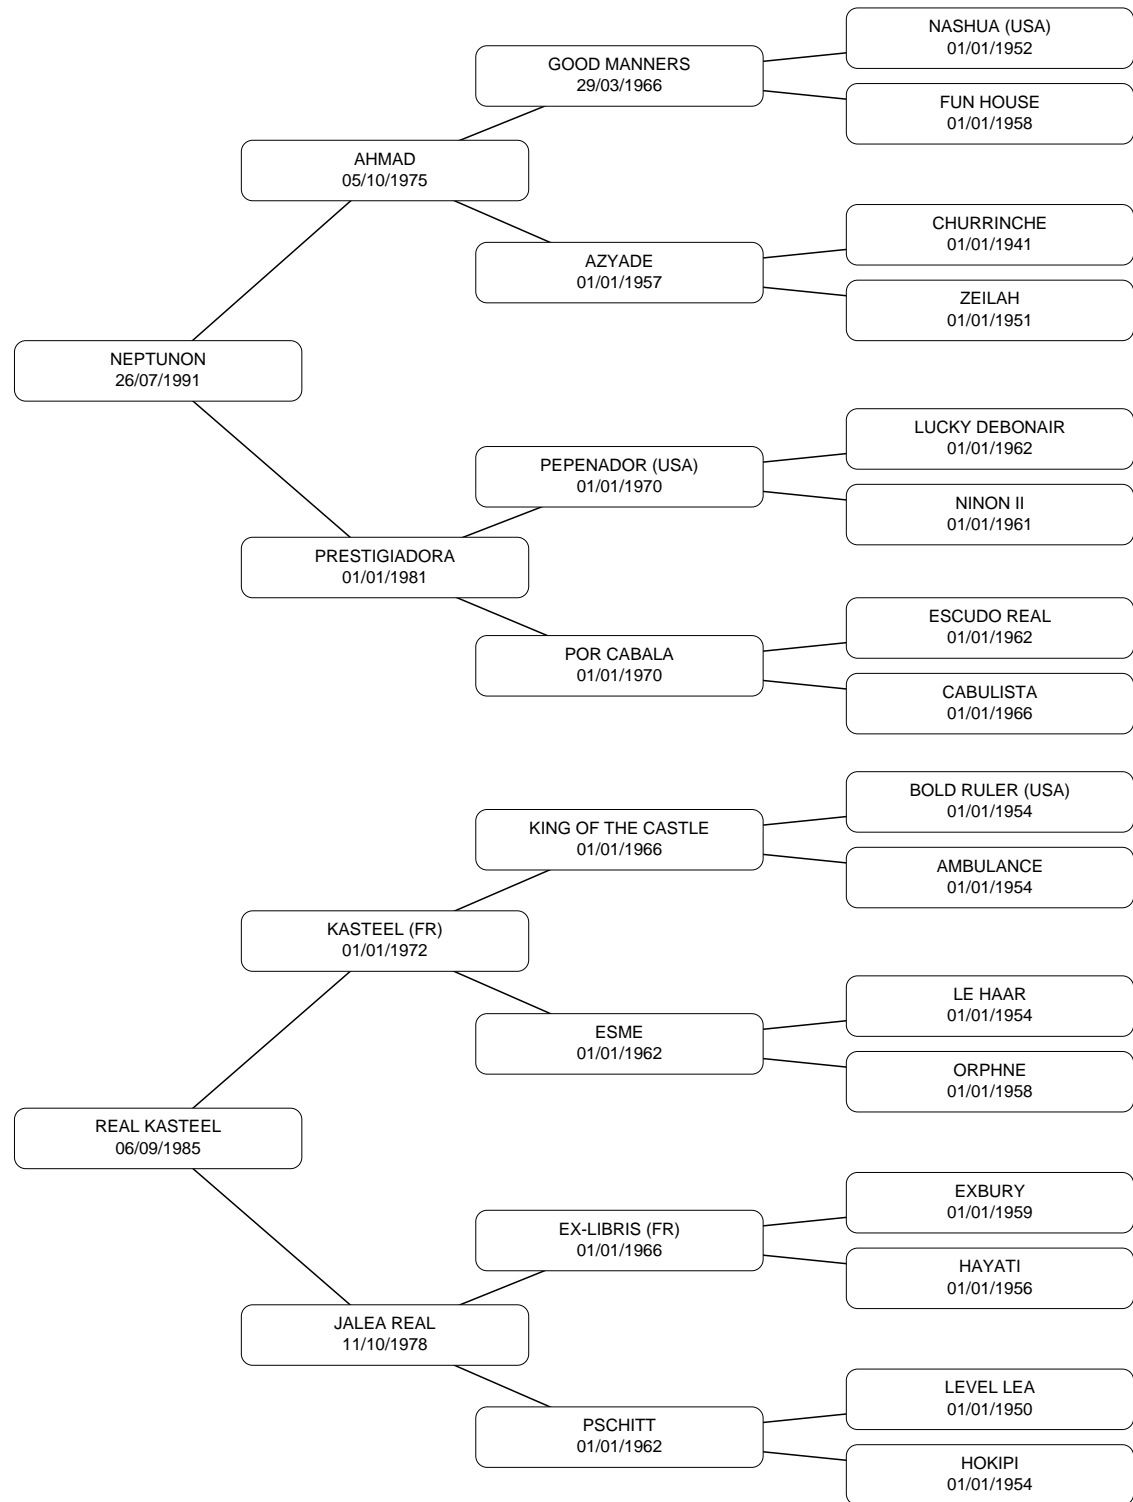 NASHUA (USA)
01/01/1952
GOOD MANNERS
29/03/1966
FUN HOUSE
01/01/1958
AHMAD
05/10/1975
CHURRINCHE
01/01/1941
AZYADE
01/01/1957
ZEILAH
01/01/1951
NEPTUNON
26/07/1991
LUCKY DEBONAIR
01/01/1962
PEPENADOR (USA)
01/01/1970
NINON II
01/01/1961
PRESTIGIADORA
01/01/1981
ESCUDO REAL
01/01/1962
POR CABALA
01/01/1970
CABULISTA
01/01/1966
BOLD RULER (USA)
01/01/1954
KING OF THE CASTLE
01/01/1966
AMBULANCE
01/01/1954
KASTEEL (FR)
01/01/1972
LE HAAR
01/01/1954
ESME
01/01/1962
ORPHNE
01/01/1958
REAL KASTEEL
06/09/1985
EXBURY
01/01/1959
EX-LIBRIS (FR)
01/01/1966
HAYATI
01/01/1956
JALEA REAL
11/10/1978
LEVEL LEA
01/01/1950
PSCHITT
01/01/1962
HOKIPI
01/01/1954